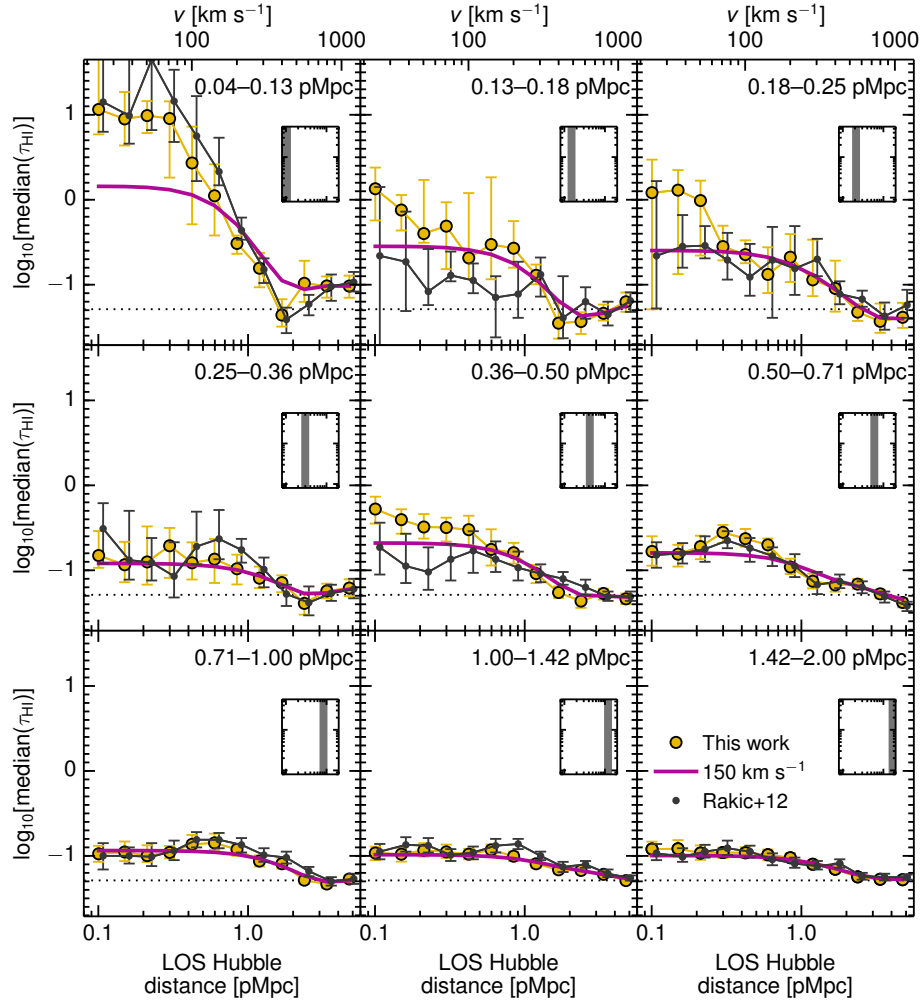 v [km s⁻¹] v [km s⁻¹] v [km s⁻¹]
100 1000 100 1000 100 1000
0.04–0.13 pMpc 0.13–0.18 pMpc 0.18–0.25 pMpc
log₁₀[median(τHI)]
1
0
−1
0.25–0.36 pMpc 0.36–0.50 pMpc 0.50–0.71 pMpc
log₁₀[median(τHI)]
1
0
−1
0.71–1.00 pMpc 1.00–1.42 pMpc 1.42–2.00 pMpc
log₁₀[median(τHI)]
1
0
−1
This work
150 km s⁻¹
Rakic+12
0.1 1.0 0.1 1.0 0.1 1.0
LOS Hubble LOS Hubble LOS Hubble
distance [pMpc] distance [pMpc] distance [pMpc]